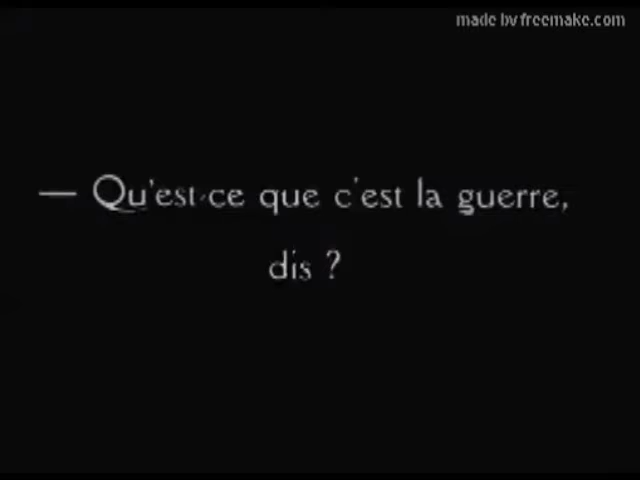 made by freemake.com
— Qu'est-ce que c'est la guerre,
dis ?